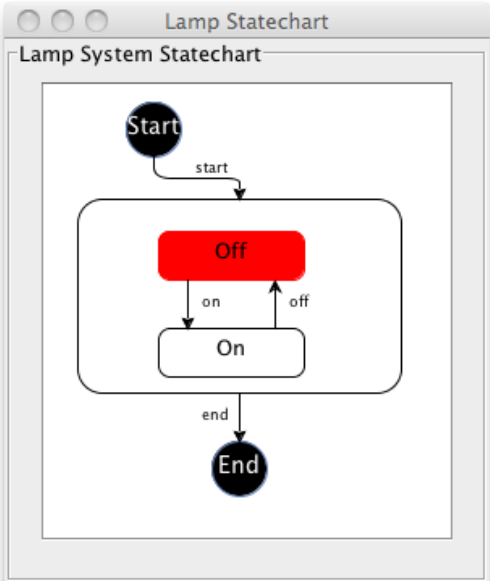 Lamp Statechart
Lamp System Statechart
Start
start
Off
on
off
On
end
End